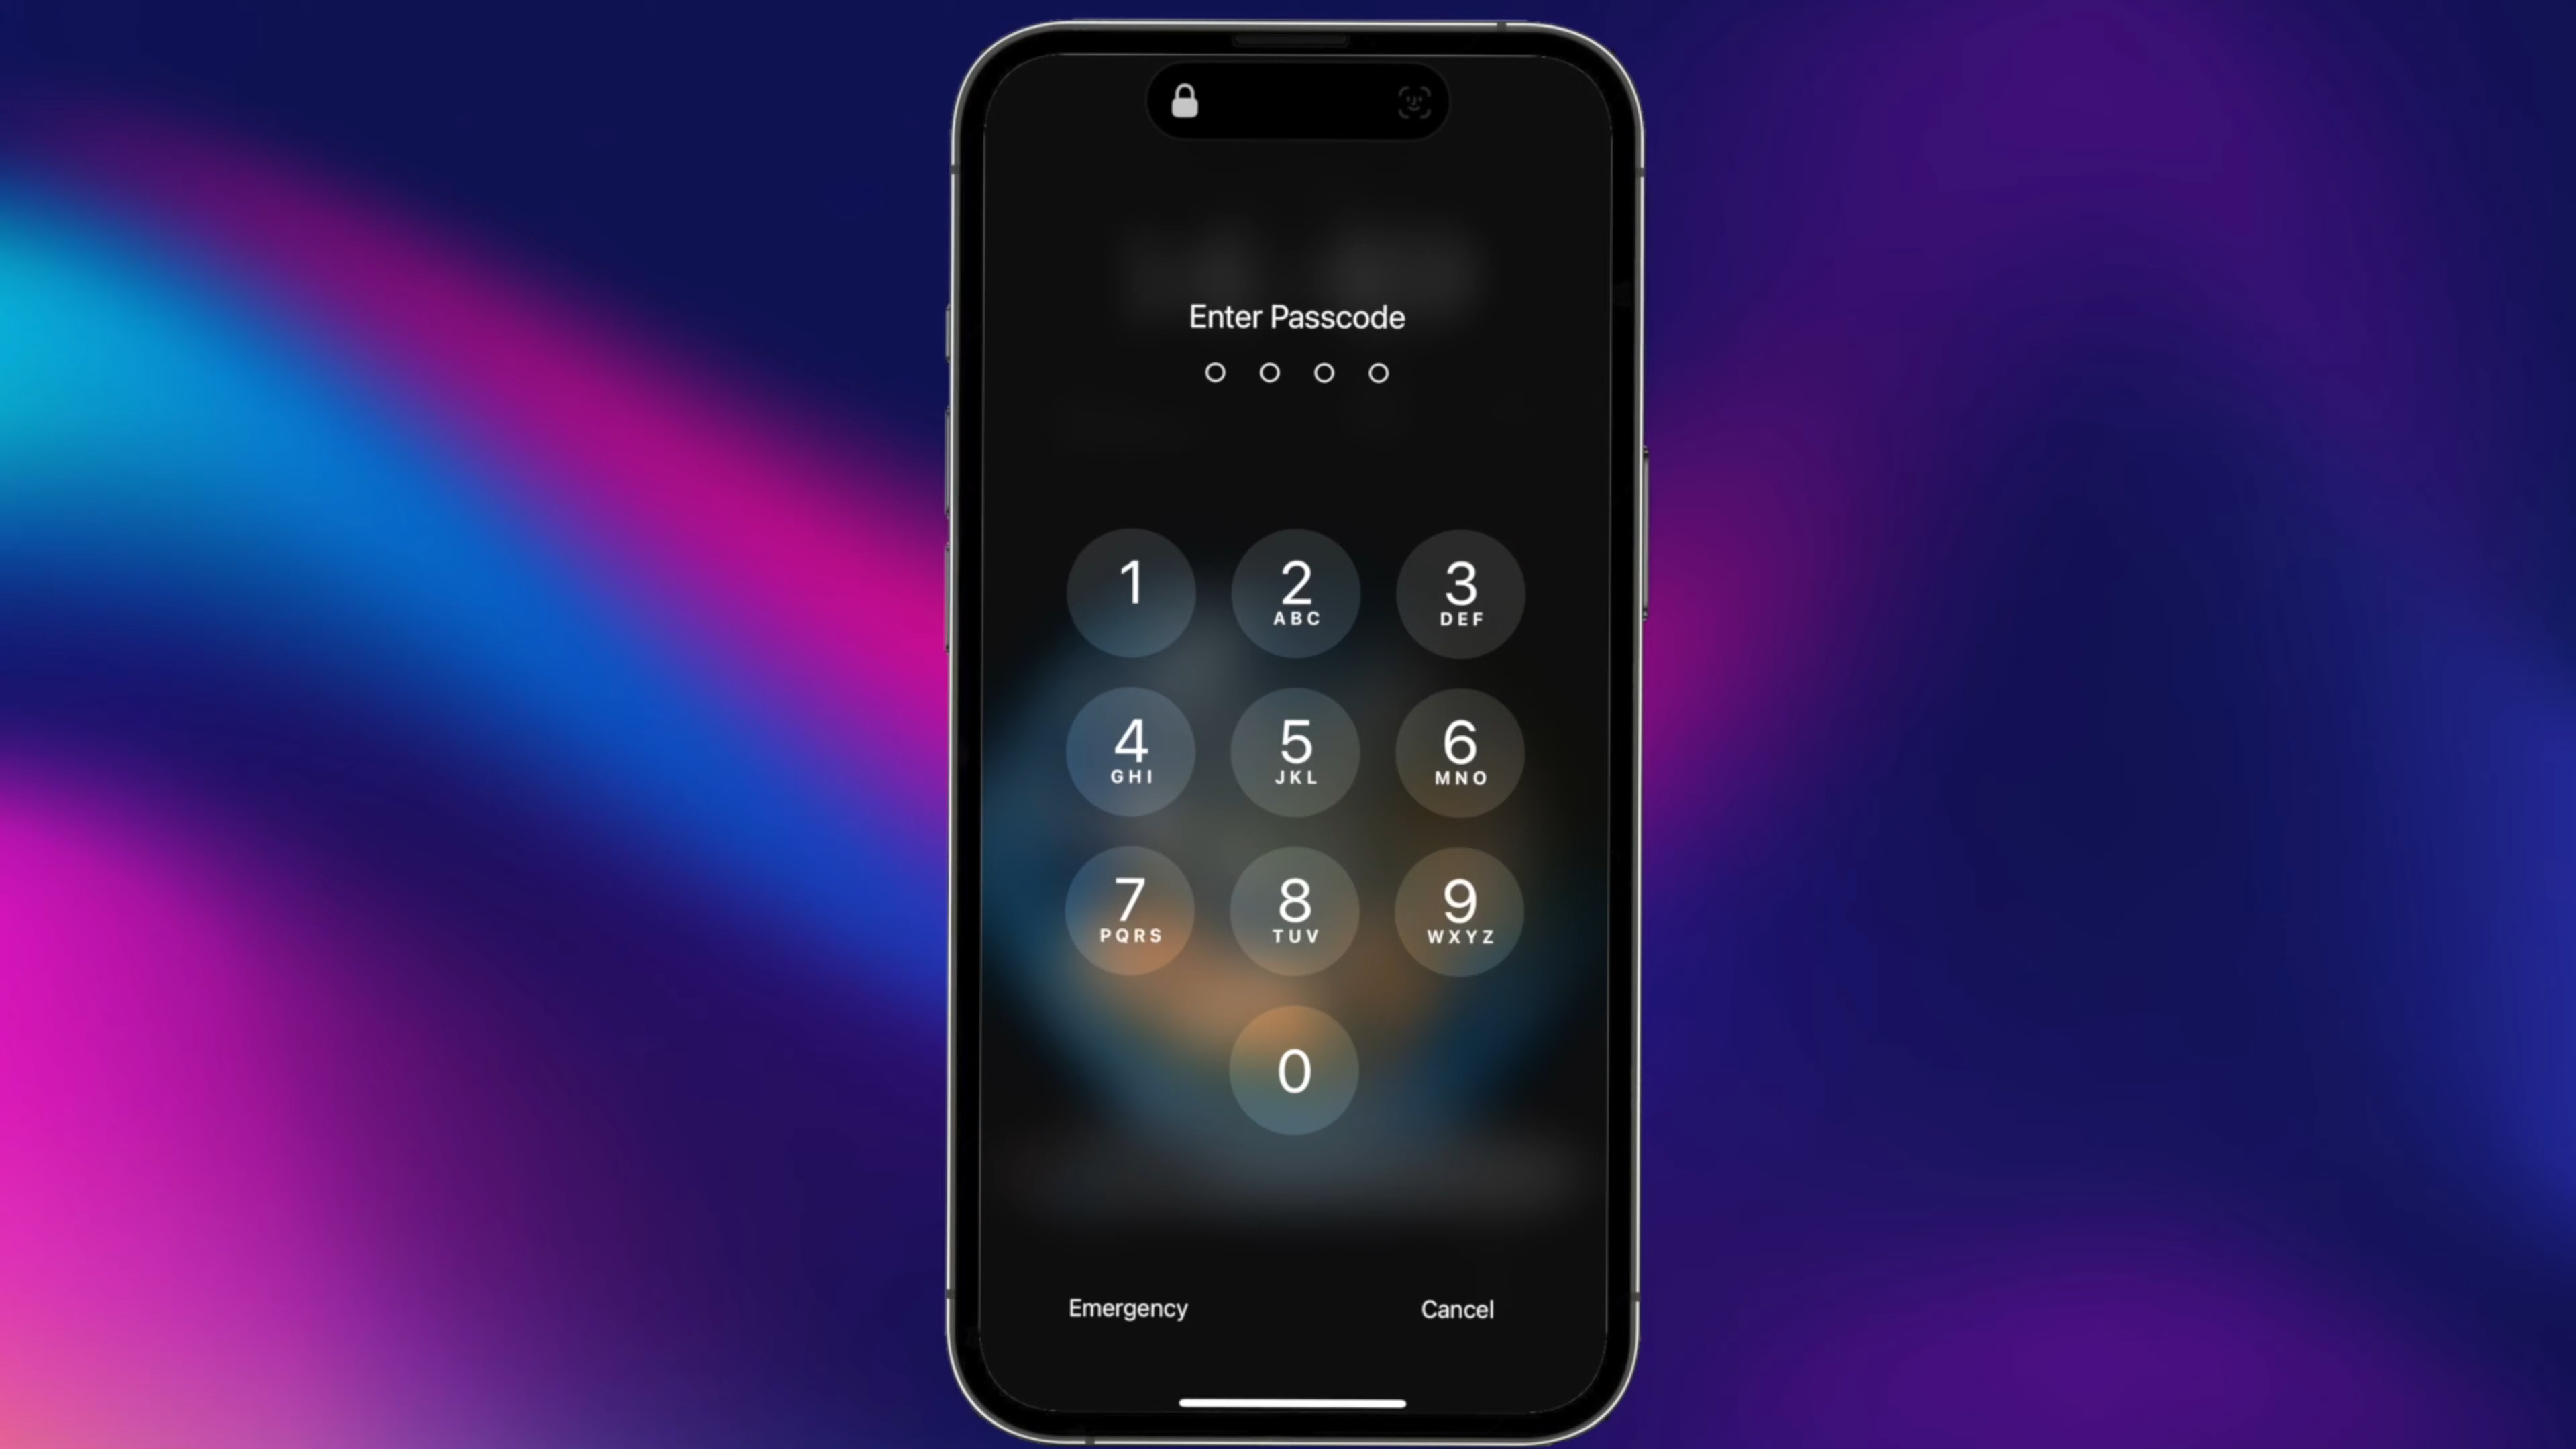 Enter Passcode
1 2 3
ABC DEF
4 5 6
GHI JKL MNO
7 8 9
PQRS TUV WXYZ
0
Emergency Cancel